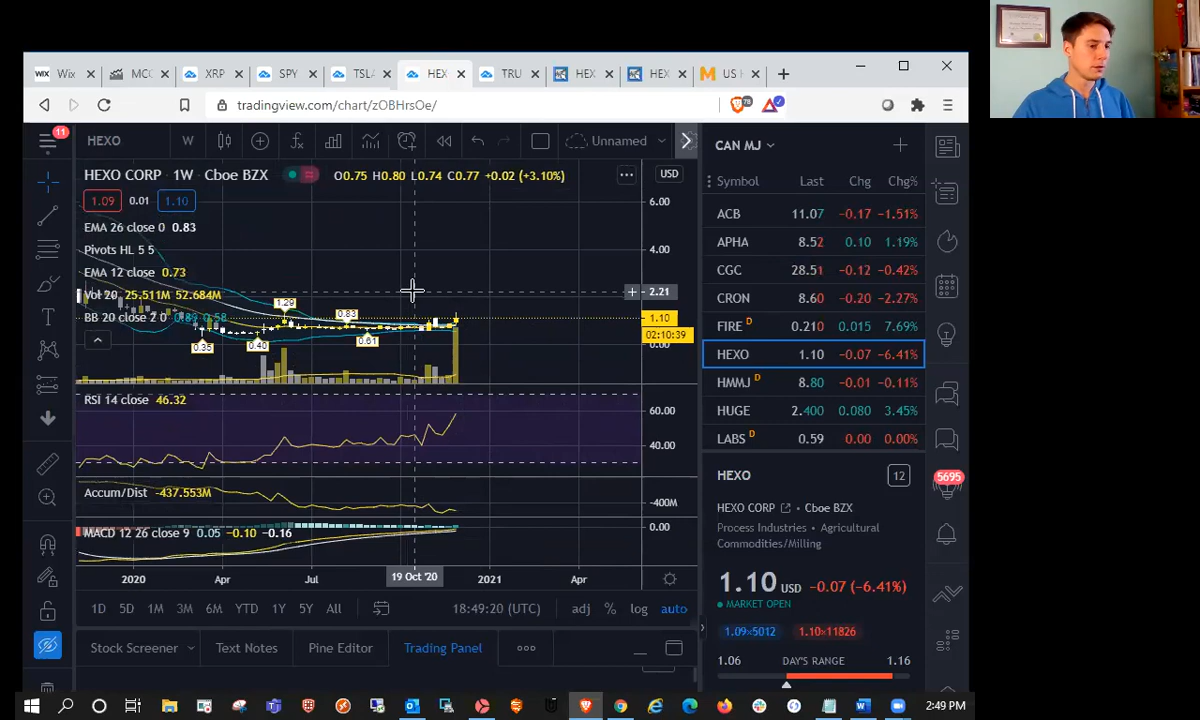 Wix
MCC
XRP
SPY
TSLA
HEX
TRU
HEX
HEX
US H
tradingview.com/chart/zOBHrsOe/
78
11
HEXO
W
Unnamed
HEXO CORP · 1W · Cboe BZX
O0.75 H0.80 L0.74 C0.77 +0.02 (+3.10%)
USD
1.09 0.01 1.10
EMA 26 close 0 0.83
Pivots HL 5 5
EMA 12 close 0.73
Vol 20 25.511M 52.684M
BB 20 close 2 0
6.00
4.00
2.21
1.10
02:10:39
0.00
1.29
0.83
0.61
0.40
0.35
RSI 14 close 46.32
60.00
40.00
Accum/Dist -437.553M
-400M
MACD 12 26 close 9 0.05 -0.10 -0.16
0.00
2020 Apr Jul 19 Oct '20 2021 Apr
1D 5D 1M 3M 6M YTD 1Y 5Y All
18:49:20 (UTC)
adj % log auto
Stock Screener Text Notes Pine Editor Trading Panel
CAN MJ
Symbol Last Chg Chg%
ACB 11.07 -0.17 -1.51%
APHA 8.52 0.10 1.19%
CGC 28.51 -0.12 -0.42%
CRON 8.60 -0.20 -2.27%
FIRE D 0.210 0.015 7.69%
HEXO 1.10 -0.07 -6.41%
HMMJ D 8.80 -0.01 -0.11%
HUGE 2.400 0.080 3.45%
LABS D 0.59 0.00 0.00%
HEXO
12
HEXO CORP · Cboe BZX
Process Industries · Agricultural
Commodities/Milling
1.10 USD -0.07 (-6.41%)
MARKET OPEN
1.09×5012 1.10×11826
1.06 DAY'S RANGE 1.16
5695
2:49 PM